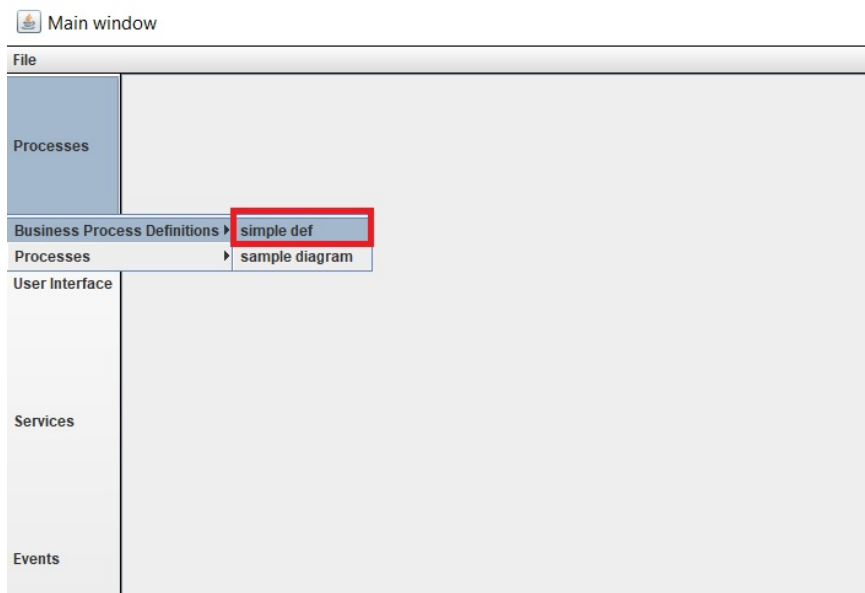 Main window
File
Processes
Business Process Definitions simple def
Processes sample diagram
User Interface
Services
Events